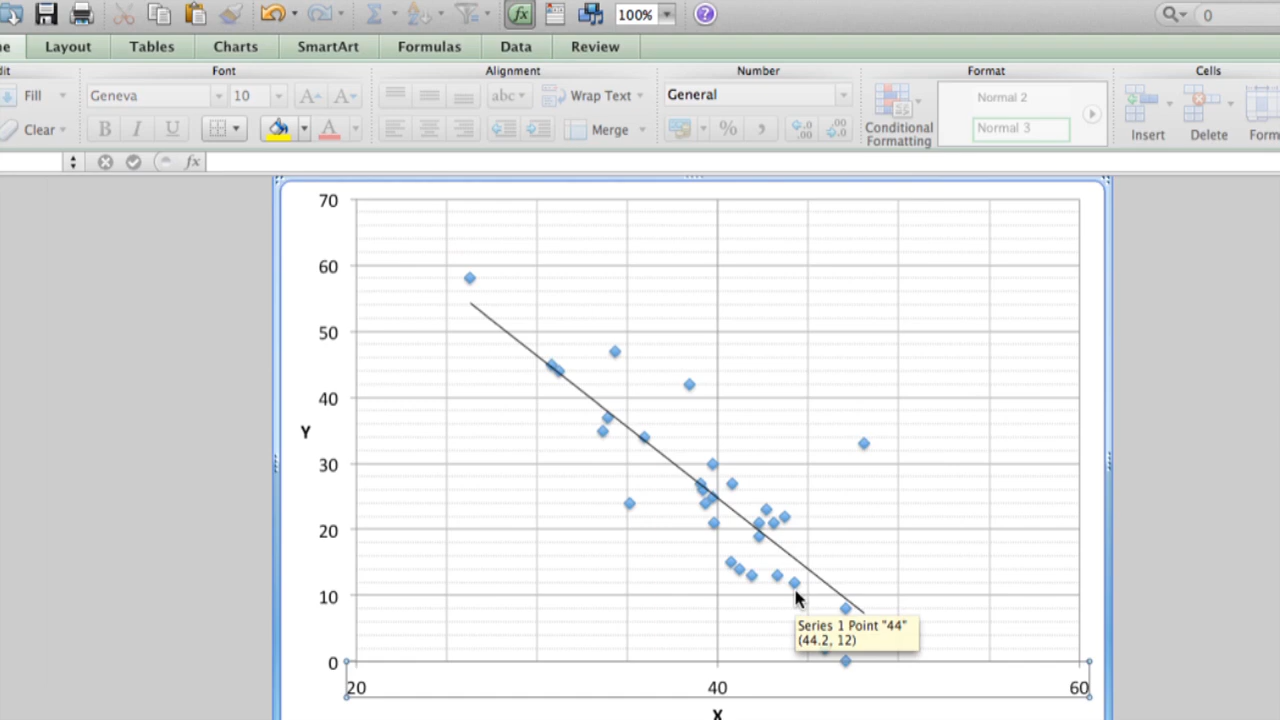 100%
0
e
Layout
Tables
Charts
SmartArt
Formulas
Data
Review
dit
Font
Alignment
Number
Format
Cells
Fill
Geneva
10
A
A
abc
Wrap Text
General
Normal 2
Normal 3
Clear
B
I
U
A
Merge
%
Conditional
Formatting
Insert
Delete
Form
fx
70
60
50
40
30
20
10
0
Y
Series 1 Point "44"
(44.2, 12)
20
40
60
X